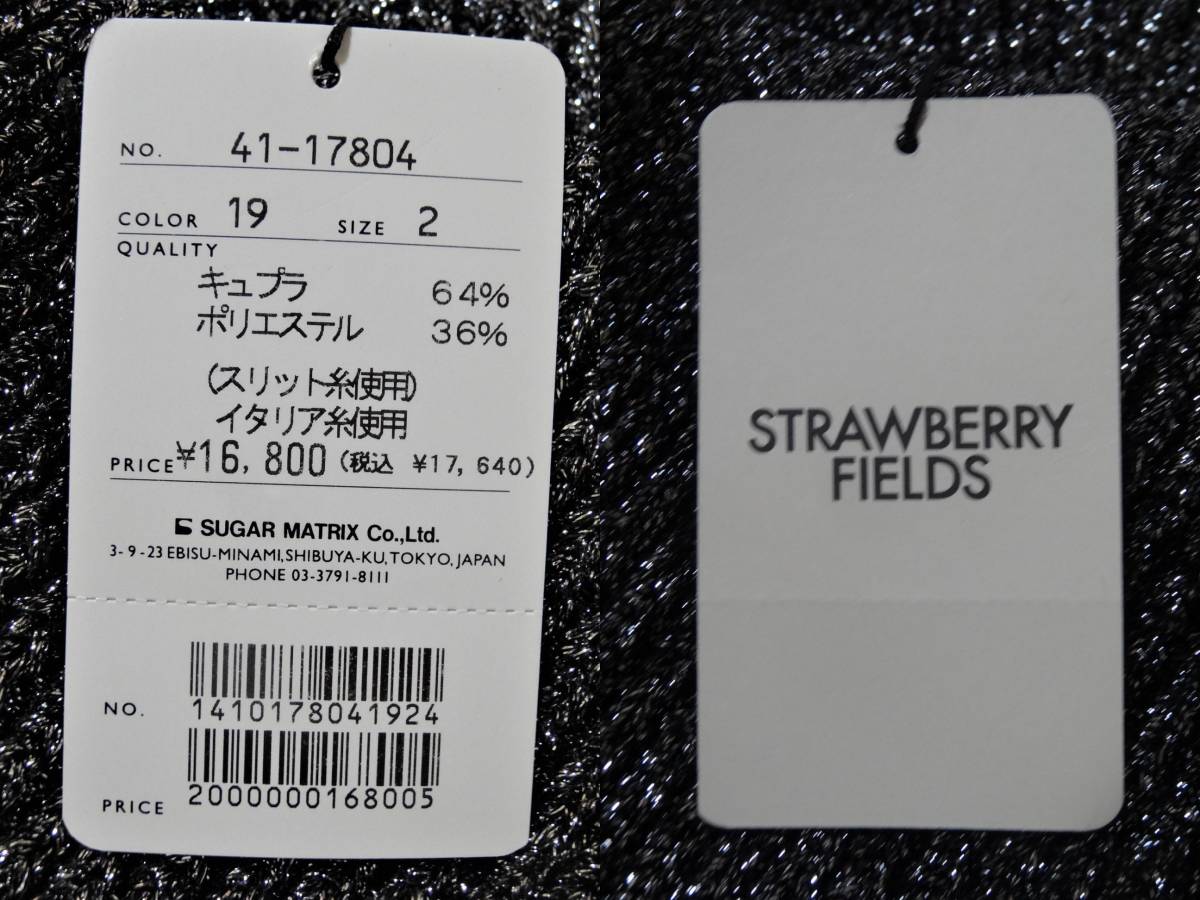 NO. 41-17804
COLOR 19 SIZE 2
QUALITY
キュプラ 64%
ポリエステル 36%
(スリット糸使用)
イタリア糸使用
PRICE ¥16,800 (税込 ¥17,640)
SUGAR MATRIX Co.,Ltd.
3-9-23 EBISU-MINAMI, SHIBUYA-KU, TOKYO, JAPAN
PHONE 03-3791-8111
NO. 1410178041924
PRICE 2000000168005
STRAWBERRY
FIELDS